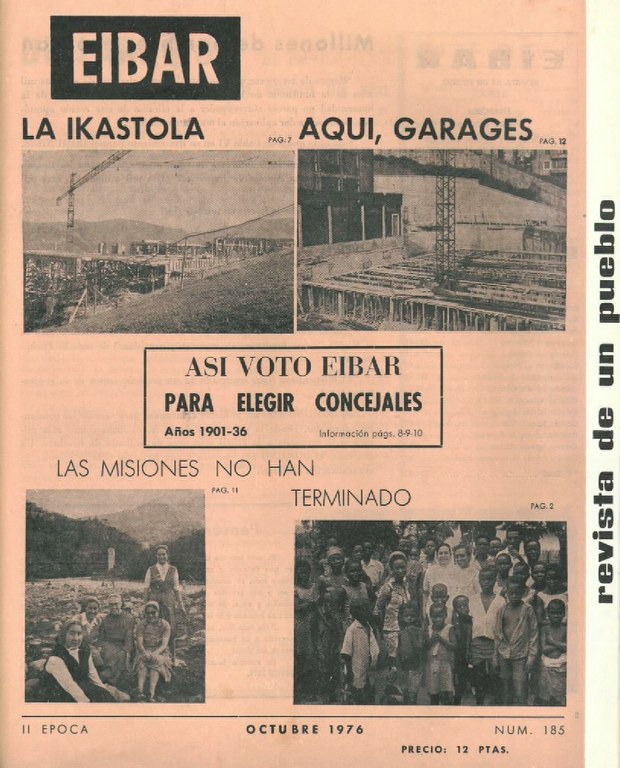 EIBAR
LA IKASTOLA
PAG. 7
AQUI, GARAGES
PAG. 12
ASI VOTO EIBAR
PARA ELEGIR CONCEJALES
Años 1901-36
Información págs. 8-9-10
LAS MISIONES NO HAN
TERMINADO
PAG. 11
PAG. 2
II EPOCA
OCTUBRE 1976
NUM. 185
PRECIO: 12 PTAS.
revista de un pueblo